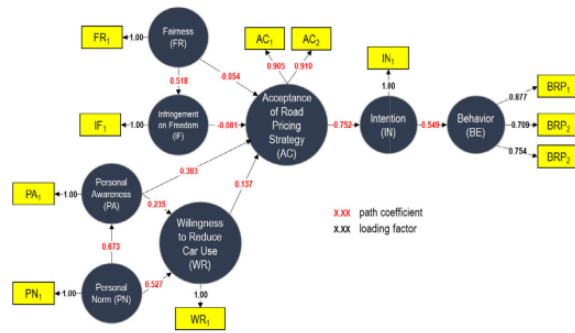 FR1
1.00
Fairness
(FR)
AC1
AC2
0.905
0.910
IN1
1.00
0.518
-0.054
IF1
1.00
Infringement
on Freedom
(IF)
-0.081
Acceptance
of Road
Pricing
Strategy
(AC)
0.752
Intention
(IN)
0.549
Behavior
(BE)
0.877
BRP1
0.709
BRP2
0.754
BRP2
0.383
PA1
1.00
Personal
Awareness
(PA)
0.235
0.137
Willingness
to Reduce
Car Use
(WR)
0.673
PN1
1.00
Personal
Norm (PN)
0.527
1.00
WR1
X.XX path coefficient
X.XX loading factor